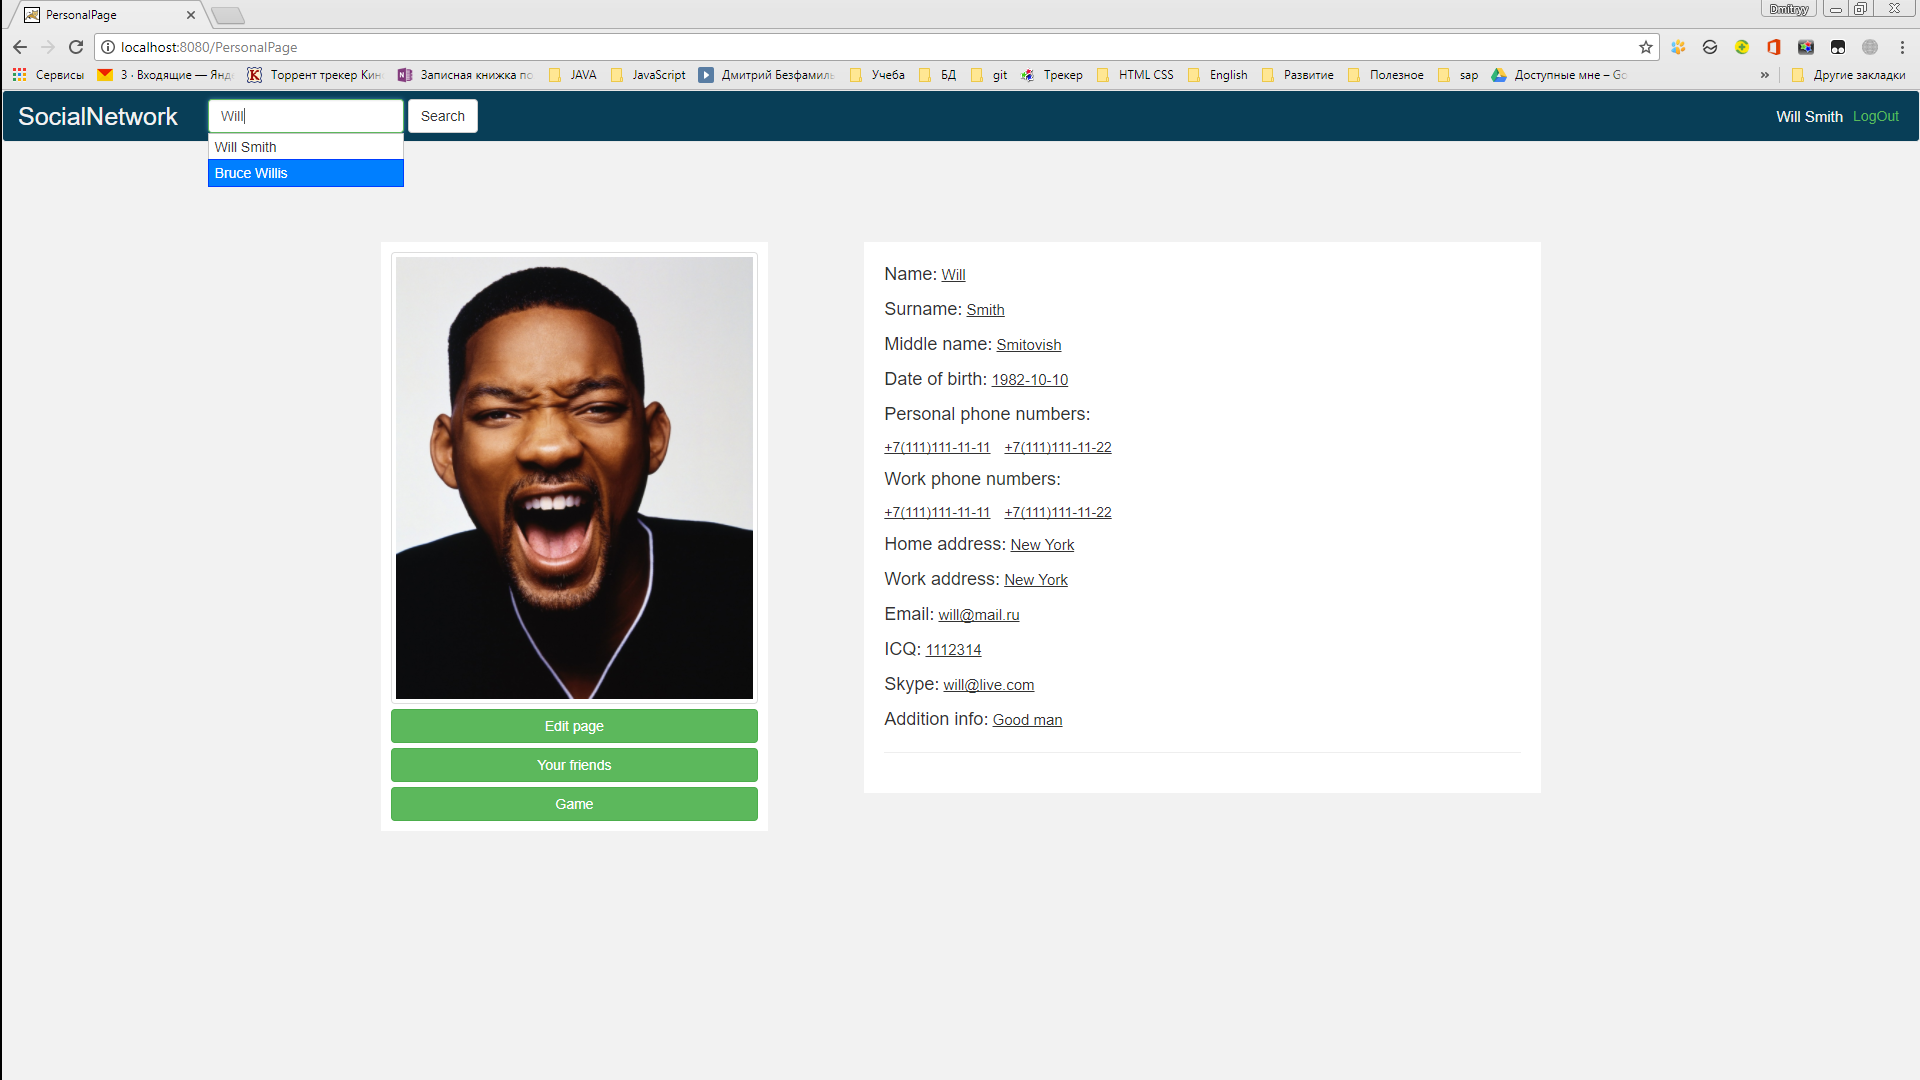 PersonalPage
Dmitryy
localhost:8080/PersonalPage
Сервисы 3 · Входящие — Янд Торрент трекер Кин Записная книжка по JAVA JavaScript Дмитрий Безфамиль Учеба БД git Трекер HTML CSS English Развитие Полезное sap Доступные мне – Go » Другие закладки
SocialNetwork Will Search Will Smith LogOut
Will Smith
Bruce Willis
Name: Will
Surname: Smith
Middle name: Smitovish
Date of birth: 1982-10-10
Personal phone numbers:
+7(111)111-11-11 +7(111)111-11-22
Work phone numbers:
+7(111)111-11-11 +7(111)111-11-22
Home address: New York
Work address: New York
Email: will@mail.ru
ICQ: 1112314
Skype: will@live.com
Addition info: Good man
Edit page
Your friends
Game